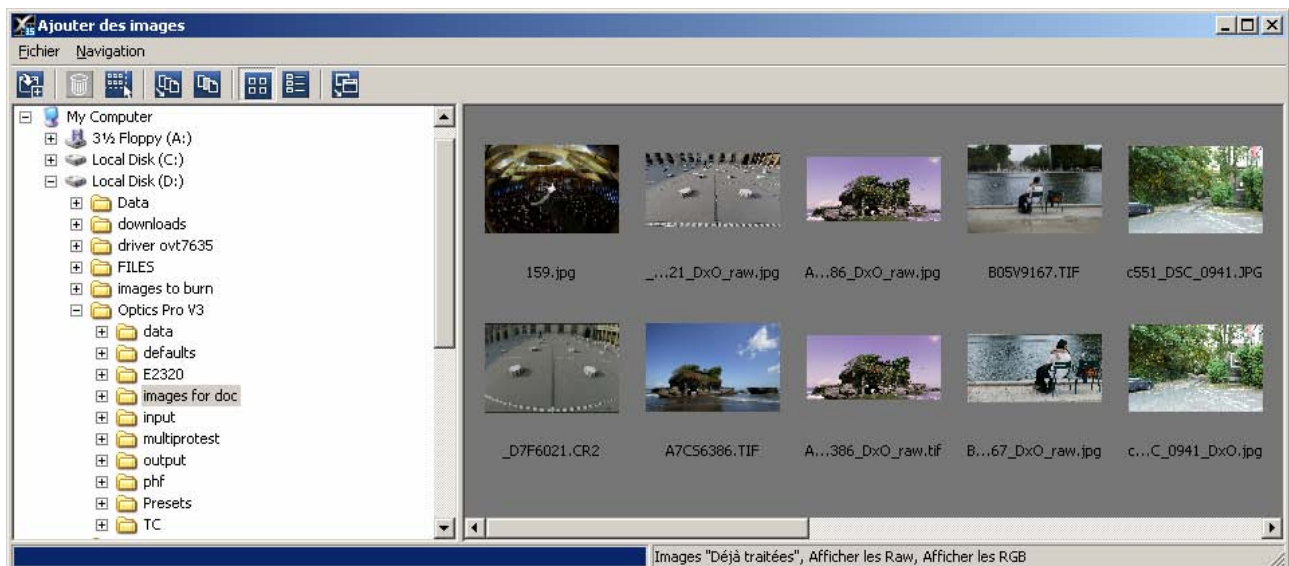 Ajouter des images
Fichier Navigation
My Computer
3½ Floppy (A:)
Local Disk (C:)
Local Disk (D:)
Data
downloads
driver ovt7635
FILES
images to burn
Optics Pro V3
data
defaults
E2320
images for doc
input
multiprotest
output
phf
Presets
TC
159.jpg _...21_DxO_raw.jpg A...86_DxO_raw.jpg B05V9167.TIF c551_DSC_0941.JPG
_D7F6021.CR2 A7CS6386.TIF A...386_DxO_raw.tif B...67_DxO_raw.jpg c...C_0941_DxO.jpg
Images "Déjà traitées", Afficher les Raw, Afficher les RGB